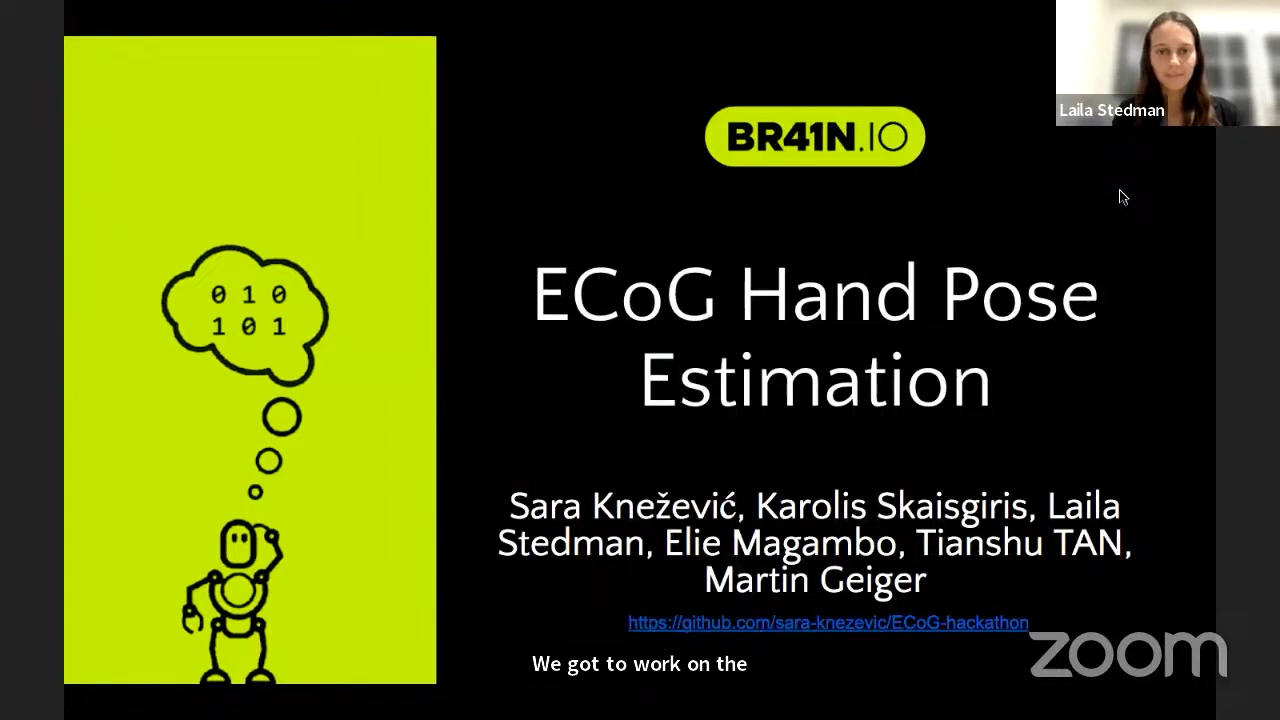 Laila Stedman
BR41N.IO
0 1 0
1 0 1
ECoG Hand Pose
Estimation
Sara Knežević, Karolis Skaisgiris, Laila
Stedman, Elie Magambo, Tianshu TAN,
Martin Geiger
https://github.com/sara-knezevic/ECoG-hackathon
We got to work on the
zoom